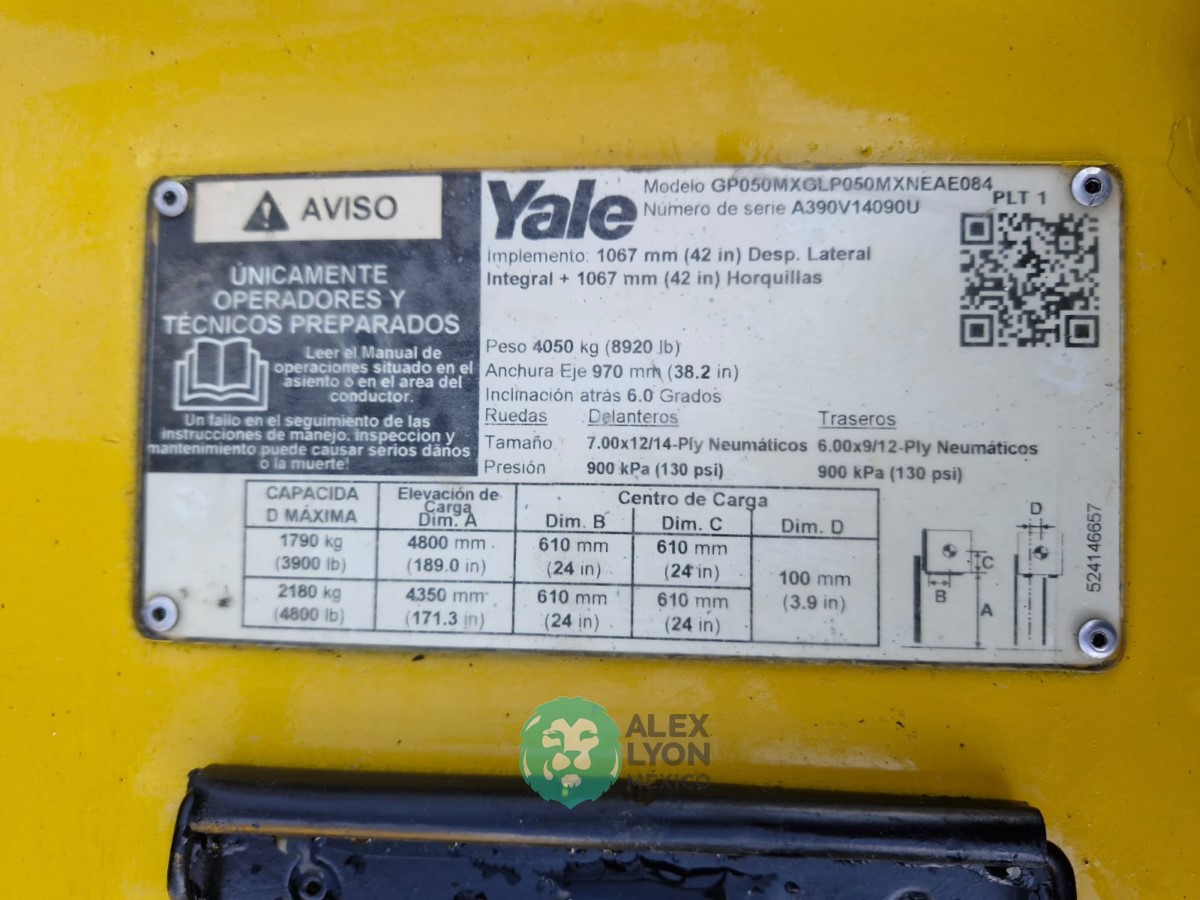 AVISO
ÚNICAMENTE
OPERADORES Y
TÉCNICOS PREPARADOS
Leer el Manual de
operaciones situado en el
asiento o en el area del
conductor.
Un fallo en el seguimiento de las
instrucciones de manejo, inspeccion y
mantenimiento puede causar serios daños
o la muerte!
Yale
Modelo GP050MXGLP050MXNEAE084
Número de serie A390V14090U
PLT 1
Implemento: 1067 mm (42 in) Desp. Lateral
Integral + 1067 mm (42 in) Horquillas
Peso 4050 kg (8920 lb)
Anchura Eje 970 mm (38.2 in)
Inclinación atrás 6.0 Grados
Ruedas Delanteros Traseros
Tamaño 7.00x12/14-Ply Neumáticos 6.00x9/12-Ply Neumáticos
Presión 900 kPa (130 psi) 900 kPa (130 psi)
CAPACIDA
D MÁXIMA
Elevación de
Carga
Dim. A
Centro de Carga
Dim. B Dim. C Dim. D
1790 kg 4800 mm 610 mm 610 mm
(3900 lb) (189.0 in) (24 in) (24 in)
2180 kg 4350 mm 610 mm 610 mm
(4800 lb) (171.3 in) (24 in) (24 in)
100 mm
(3.9 in)
D
C
B
A
524146657
ALEX
LYON
MÉXICO